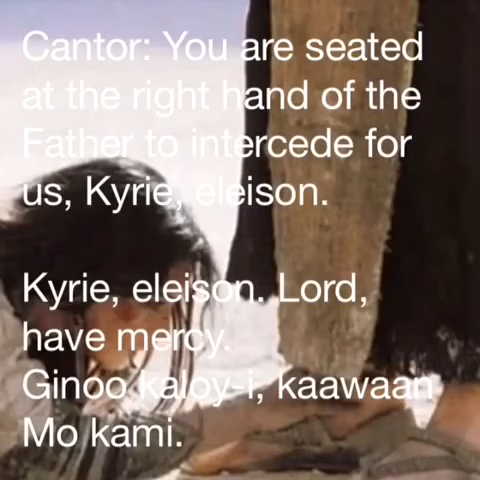 Cantor: You are seated
at the right hand of the
Father to intercede for
us, Kyrie, eleison.
Kyrie, eleison. Lord,
have mercy.
Ginoo kaloy-i, kaawaan
Mo kami.